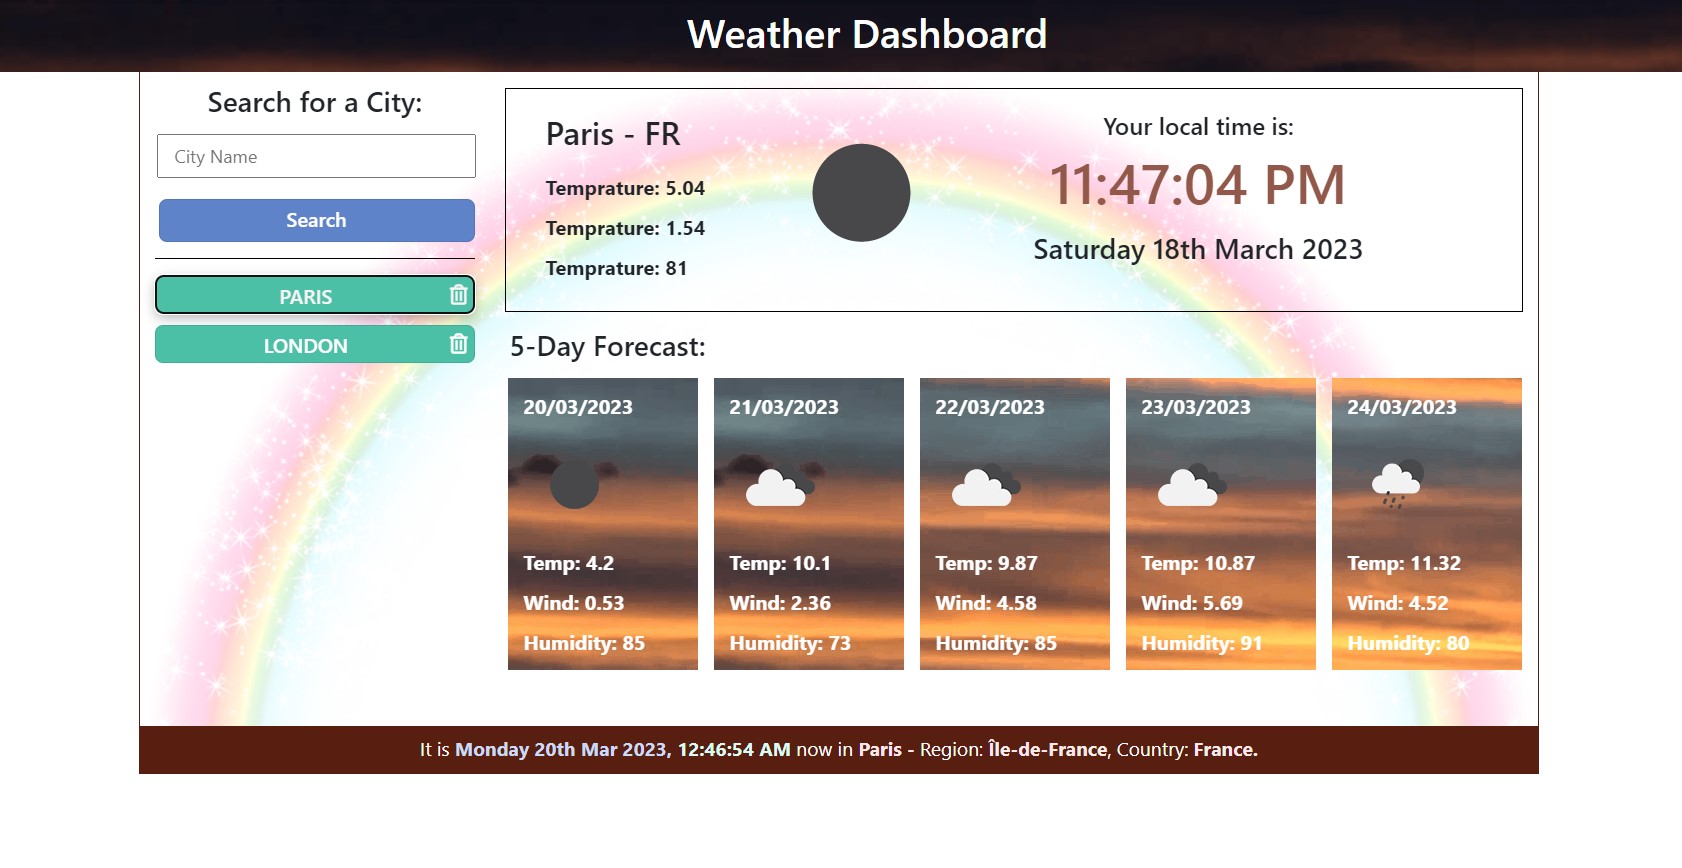 Weather Dashboard
Search for a City:
City Name
Search
PARIS
LONDON
Paris - FR
Temprature: 5.04
Temprature: 1.54
Temprature: 81
Your local time is:
11:47:04 PM
Saturday 18th March 2023
5-Day Forecast:
20/03/2023
Temp: 4.2
Wind: 0.53
Humidity: 85
21/03/2023
Temp: 10.1
Wind: 2.36
Humidity: 73
22/03/2023
Temp: 9.87
Wind: 4.58
Humidity: 85
23/03/2023
Temp: 10.87
Wind: 5.69
Humidity: 91
24/03/2023
Temp: 11.32
Wind: 4.52
Humidity: 80
It is Monday 20th Mar 2023, 12:46:54 AM now in Paris - Region: Île-de-France, Country: France.